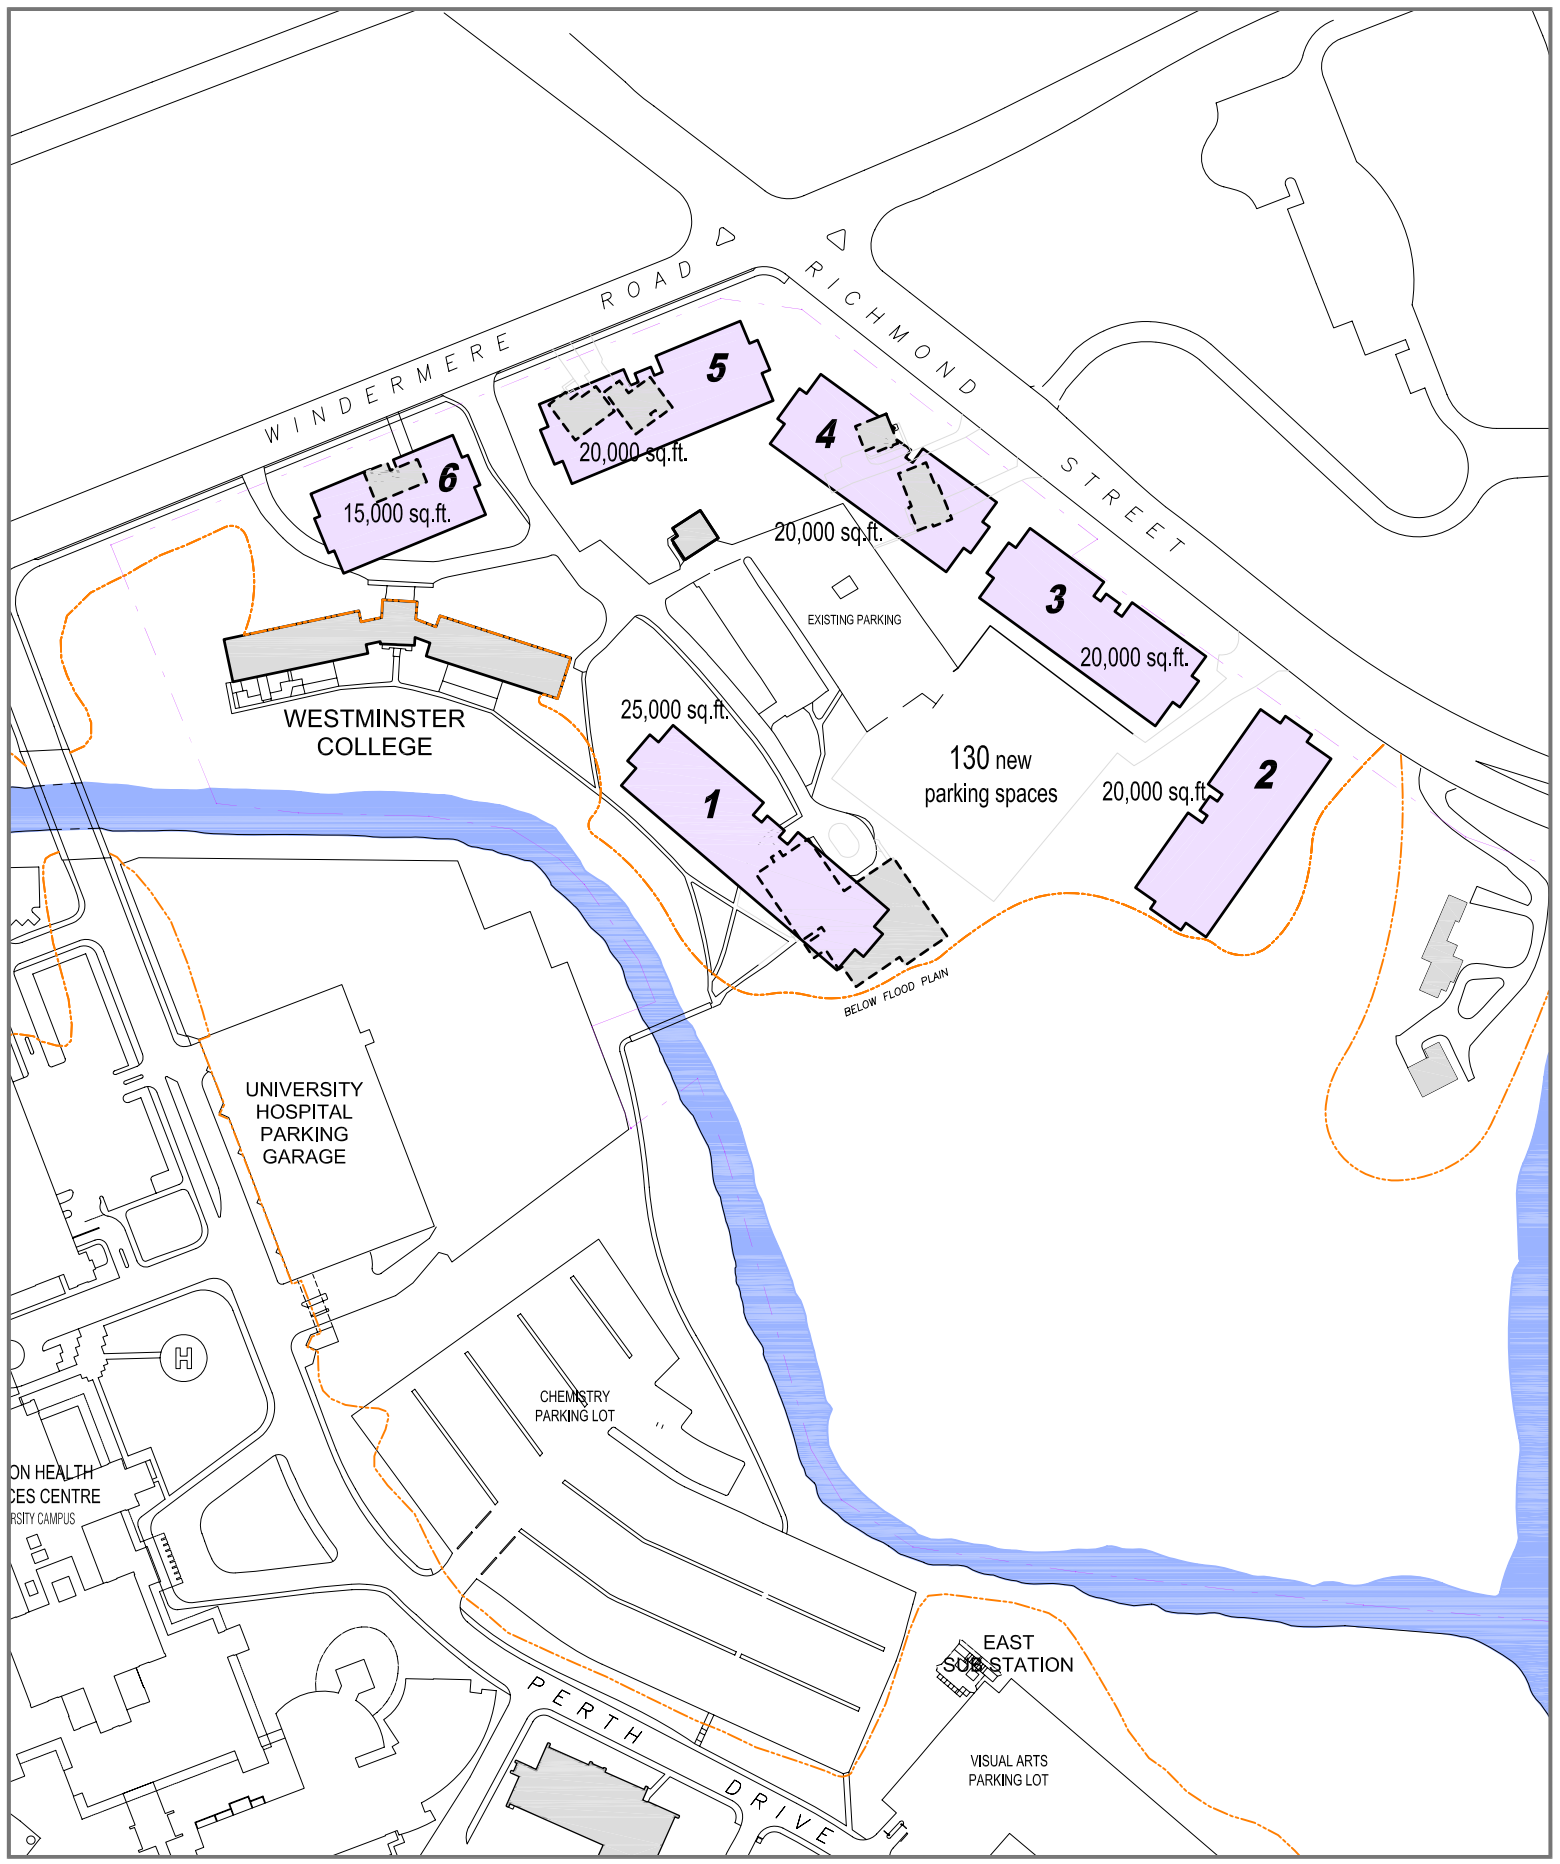 WINDERMERE ROAD
RICHMOND STREET
5
20,000 sq.ft.
4
20,000 sq.ft.
6
15,000 sq.ft.
3
20,000 sq.ft.
EXISTING PARKING
WESTMINSTER
COLLEGE
25,000 sq.ft.
1
130 new
parking spaces
2
20,000 sq.ft
BELOW FLOOD PLAIN
UNIVERSITY
HOSPITAL
PARKING
GARAGE
H
CHEMISTRY
PARKING LOT
ON HEALTH
CES CENTRE
RSITY CAMPUS
EAST
SUB STATION
PERTH DRIVE
VISUAL ARTS
PARKING LOT